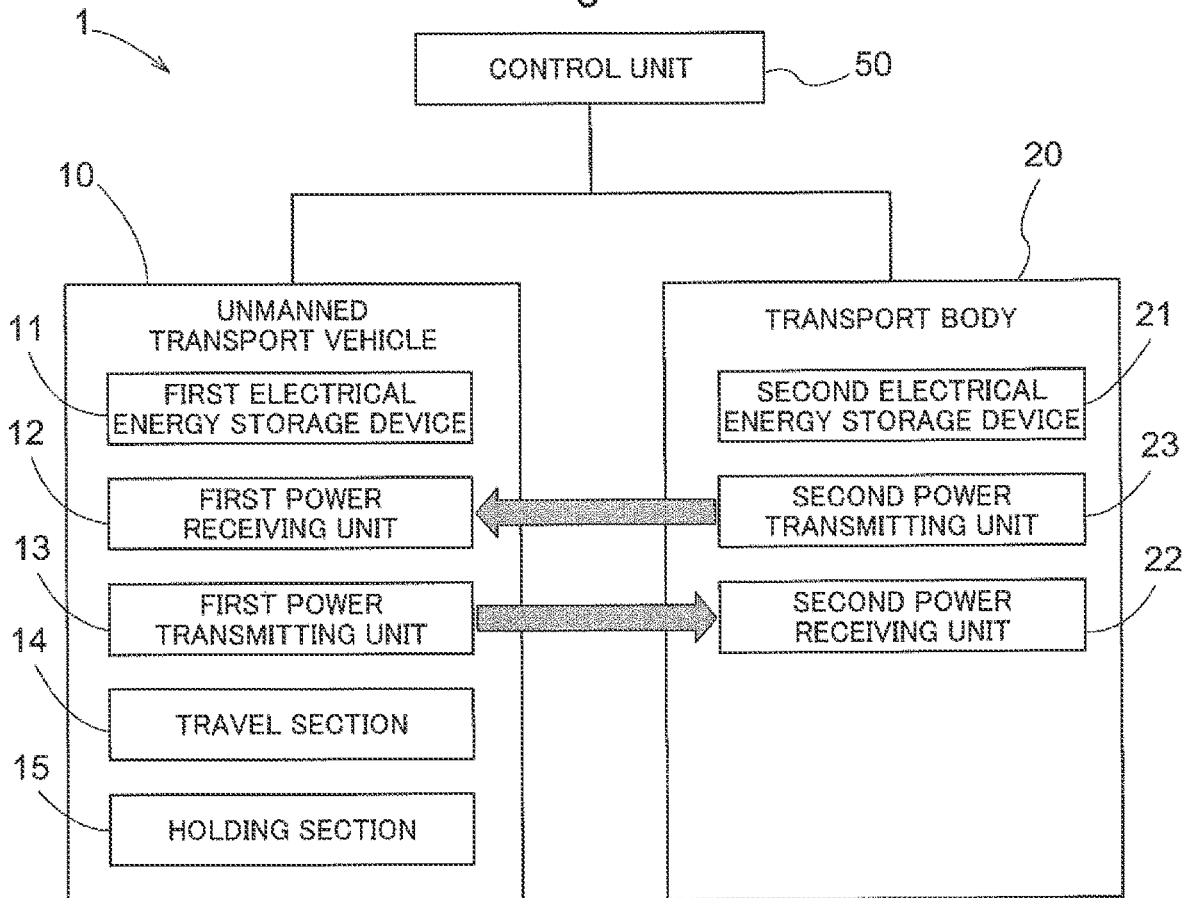 1
CONTROL UNIT
50
10
20
UNMANNED
TRANSPORT VEHICLE
TRANSPORT BODY
11
FIRST ELECTRICAL
ENERGY STORAGE DEVICE
SECOND ELECTRICAL
ENERGY STORAGE DEVICE
21
12
FIRST POWER
RECEIVING UNIT
SECOND POWER
TRANSMITTING UNIT
23
13
FIRST POWER
TRANSMITTING UNIT
SECOND POWER
RECEIVING UNIT
22
14
TRAVEL SECTION
15
HOLDING SECTION